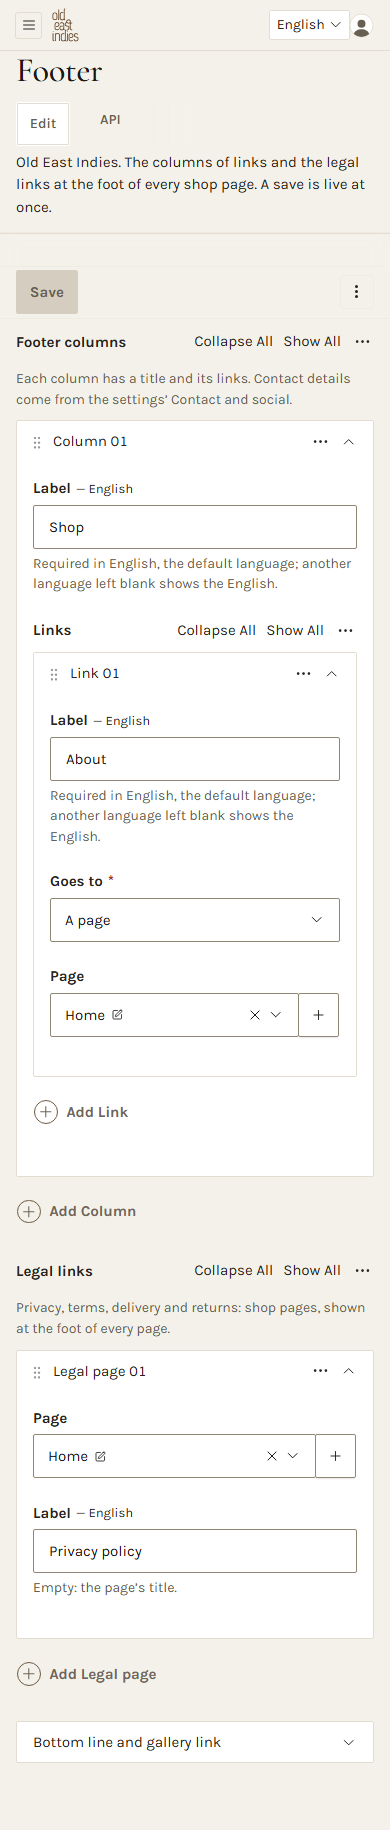 old
east
indies
English
Footer
Edit
API
Old East Indies. The columns of links and the legal
links at the foot of every shop page. A save is live at
once.
Save
Footer columns Collapse All Show All
Each column has a title and its links. Contact details
come from the settings’ Contact and social.
Column 01
Label — English
Shop
Required in English, the default language; another
language left blank shows the English.
Links Collapse All Show All
Link 01
Label — English
About
Required in English, the default language;
another language left blank shows the
English.
Goes to *
A page
Page
Home
Add Link
Add Column
Legal links Collapse All Show All
Privacy, terms, delivery and returns: shop pages, shown
at the foot of every page.
Legal page 01
Page
Home
Label — English
Privacy policy
Empty: the page’s title.
Add Legal page
Bottom line and gallery link